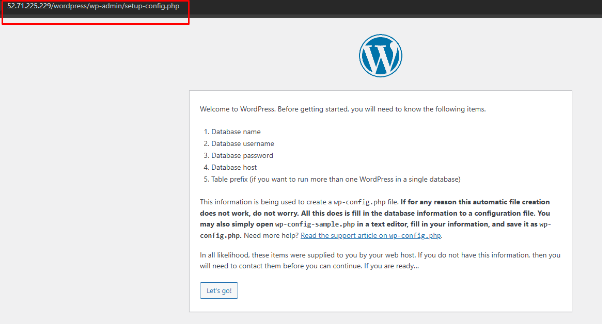 52.71.225.229/wordpress/wp-admin/setup-config.php
Welcome to WordPress. Before getting started, you will need to know the following items.
1. Database name
2. Database username
3. Database password
4. Database host
5. Table prefix (if you want to run more than one WordPress in a single database)
This information is being used to create a wp-config.php file. If for any reason this automatic file creation
does not work, do not worry. All this does is fill in the database information to a configuration file. You
may also simply open wp-config-sample.php in a text editor, fill in your information, and save it as wp-
config.php. Need more help? Read the support article on wp-config.php.
In all likelihood, these items were supplied to you by your web host. If you do not have this information, then you
will need to contact them before you can continue. If you are ready…
Let's go!